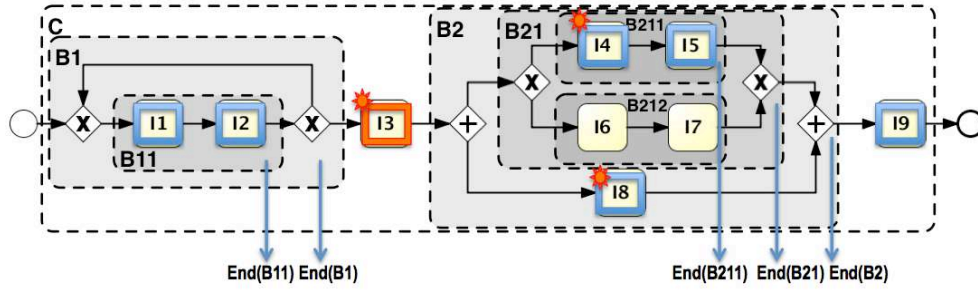 C
B1
I1
I2
B11
I3
B2
B21
B211
I4
I5
B212
I6
I7
I8
I9
X
X
X
X
+
+
End(B11) End(B1)
End(B211) End(B21) End(B2)